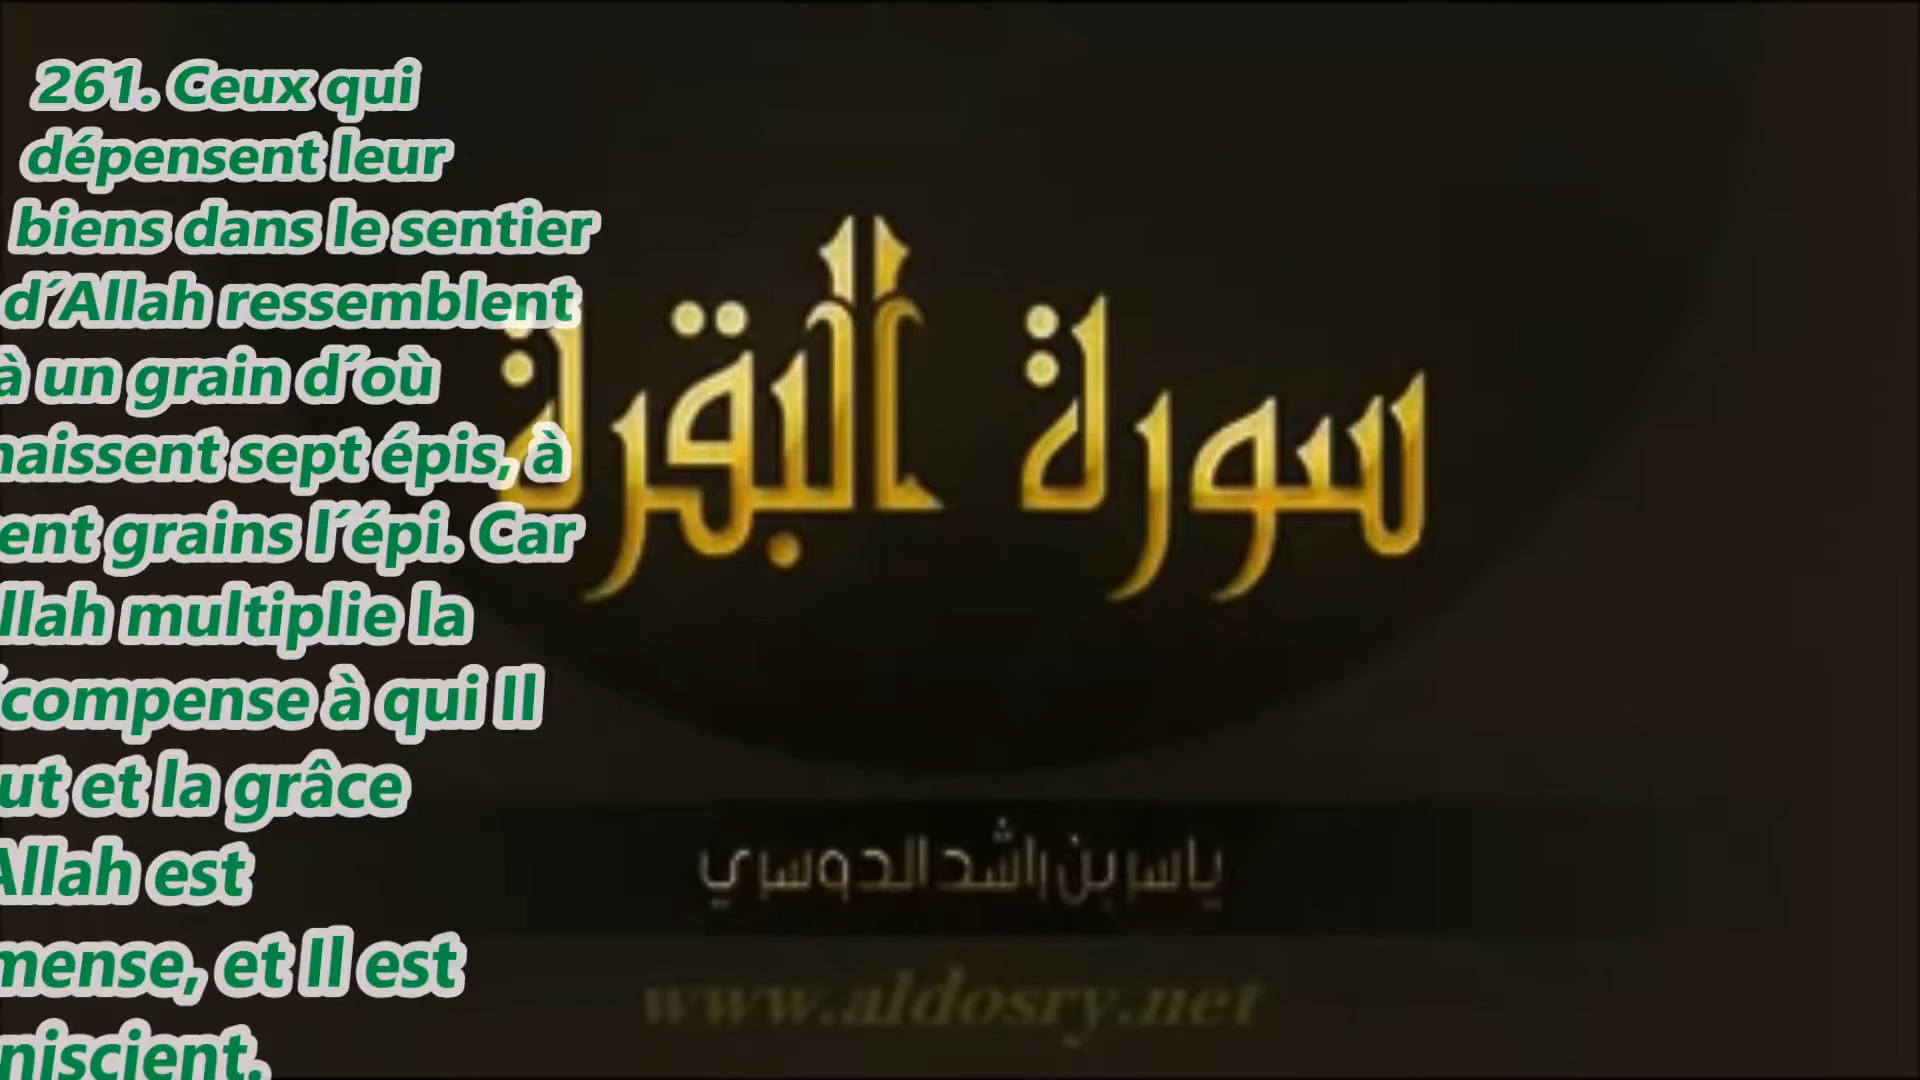 261. Ceux qui
dépensent leur
biens dans le sentier
d´Allah ressemblent
à un grain d´où
naissent sept épis, à
ent grains l´épi. Car
llah multiplie la
compense à qui Il
ut et la grâce
Allah est
mense, et Il est
niscient.
سورة البقرة
ياسر بن راشد الدوسري
www.aldosry.net